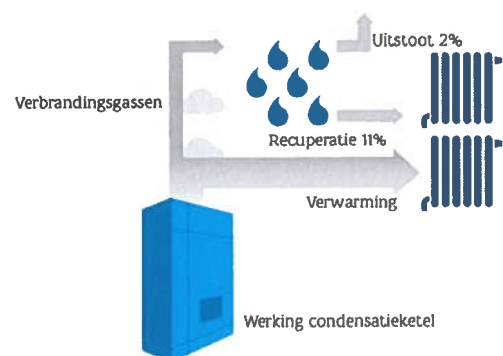 Uitstoot 2%
Verbrandingsgassen
Recuperatie 11%
Verwarming
Werking condensatieketel